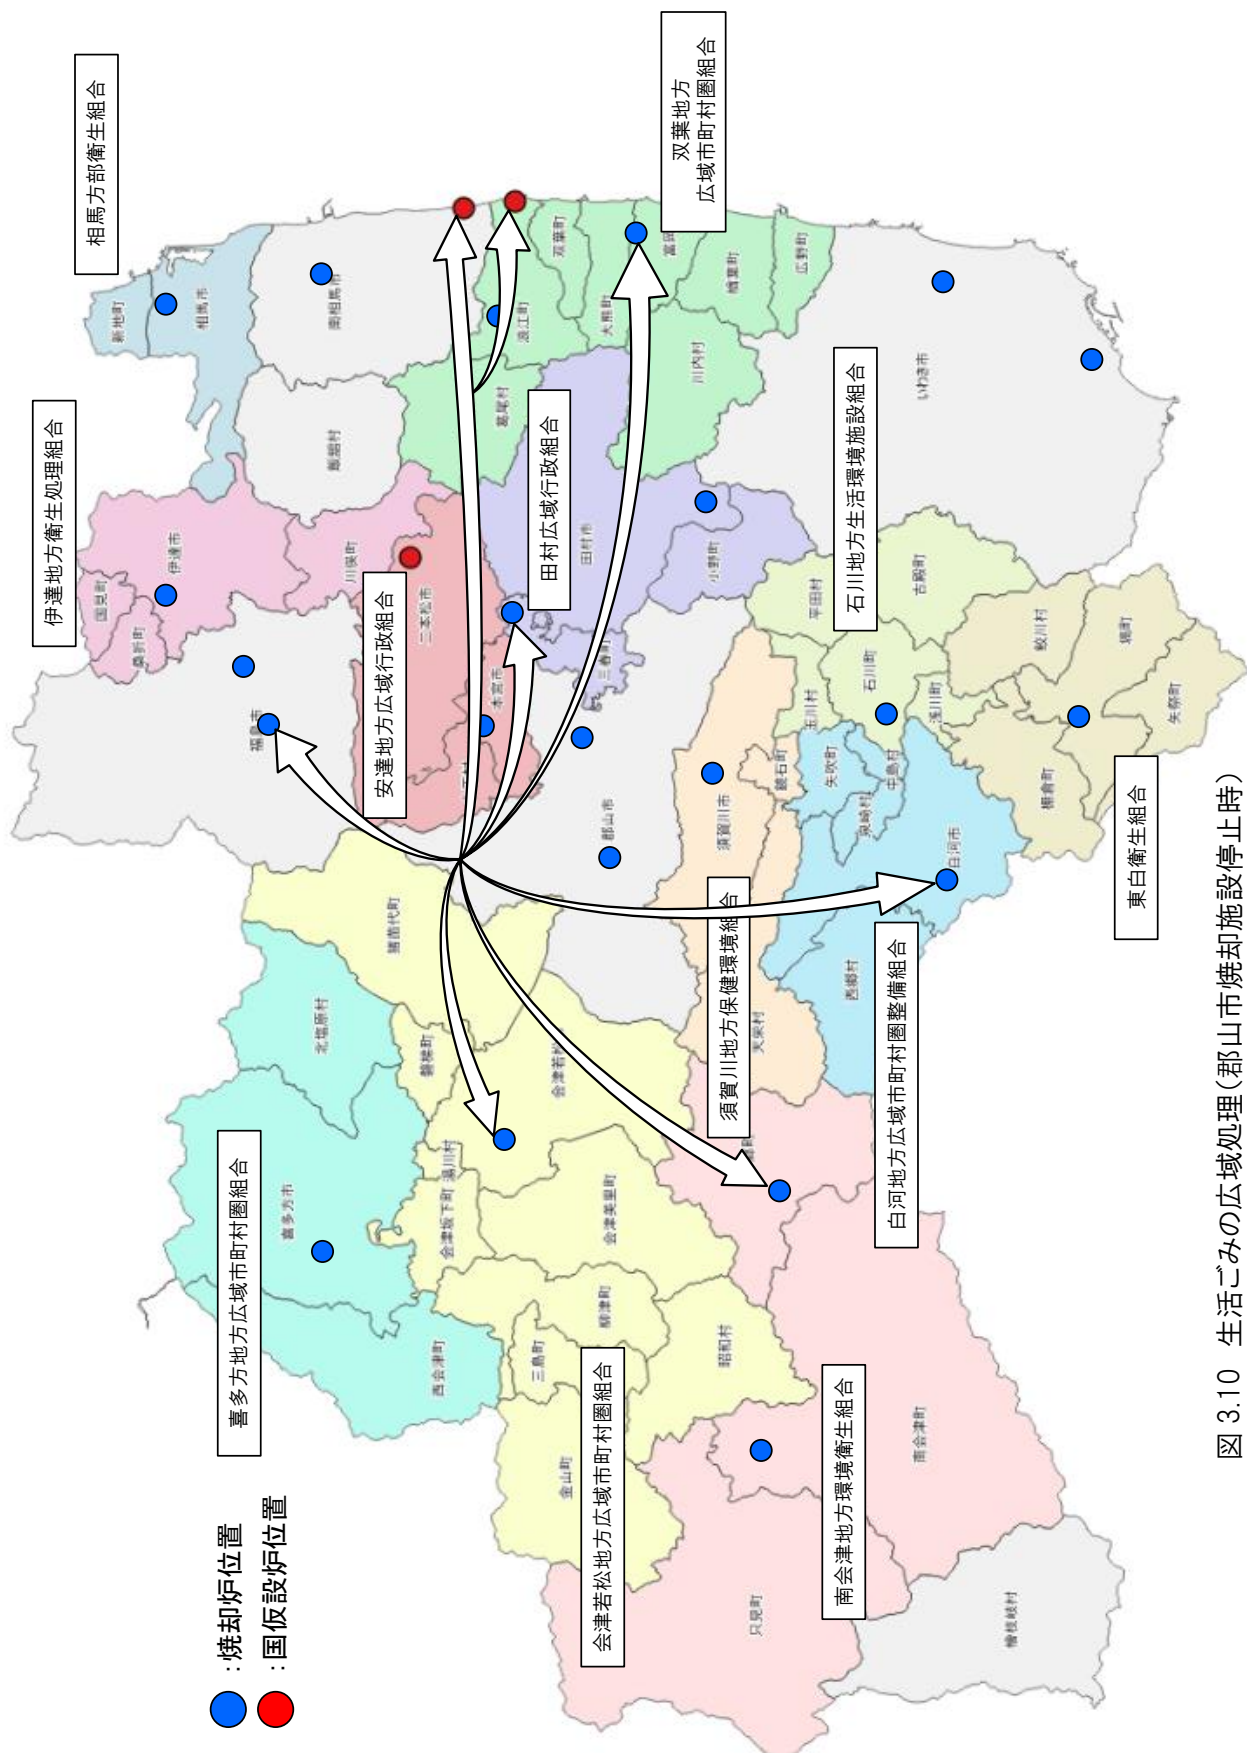 :焼却炉位置
:国仮設炉位置
相馬方部衛生組合
伊達地方衛生処理組合
双葉地方
広域市町村圏組合
安達地方広域行政組合
田村広域行政組合
石川地方生活環境施設組合
東白衛生組合
須賀川地方保健環境組合
白河地方広域市町村圏整備組合
喜多方地方広域市町村圏組合
会津若松地方広域市町村圏組合
南会津地方環境衛生組合
新地町
相馬市
南相馬市
飯舘村
伊達市
国見町
桑折町
川俣町
福島市
二本松市
本宮市
浪江町
双葉町
大熊町
葛尾村
川内村
楢葉町
広野町
田村市
小野町
三春町
いわき市
郡山市
平田村
古殿町
石川町
玉川村
浅川町
鮫川村
塙町
矢祭町
棚倉町
須賀川市
鏡石町
天栄村
矢吹町
中島村
泉崎村
白河市
西郷村
猪苗代町
北塩原村
磐梯町
喜多方市
西会津町
湯川村
会津坂下町
会津美里町
柳津町
三島町
金山町
昭和村
只見町
南会津町
檜枝岐村
図 3.10 生活ごみの広域処理(郡山市焼却施設停止時)